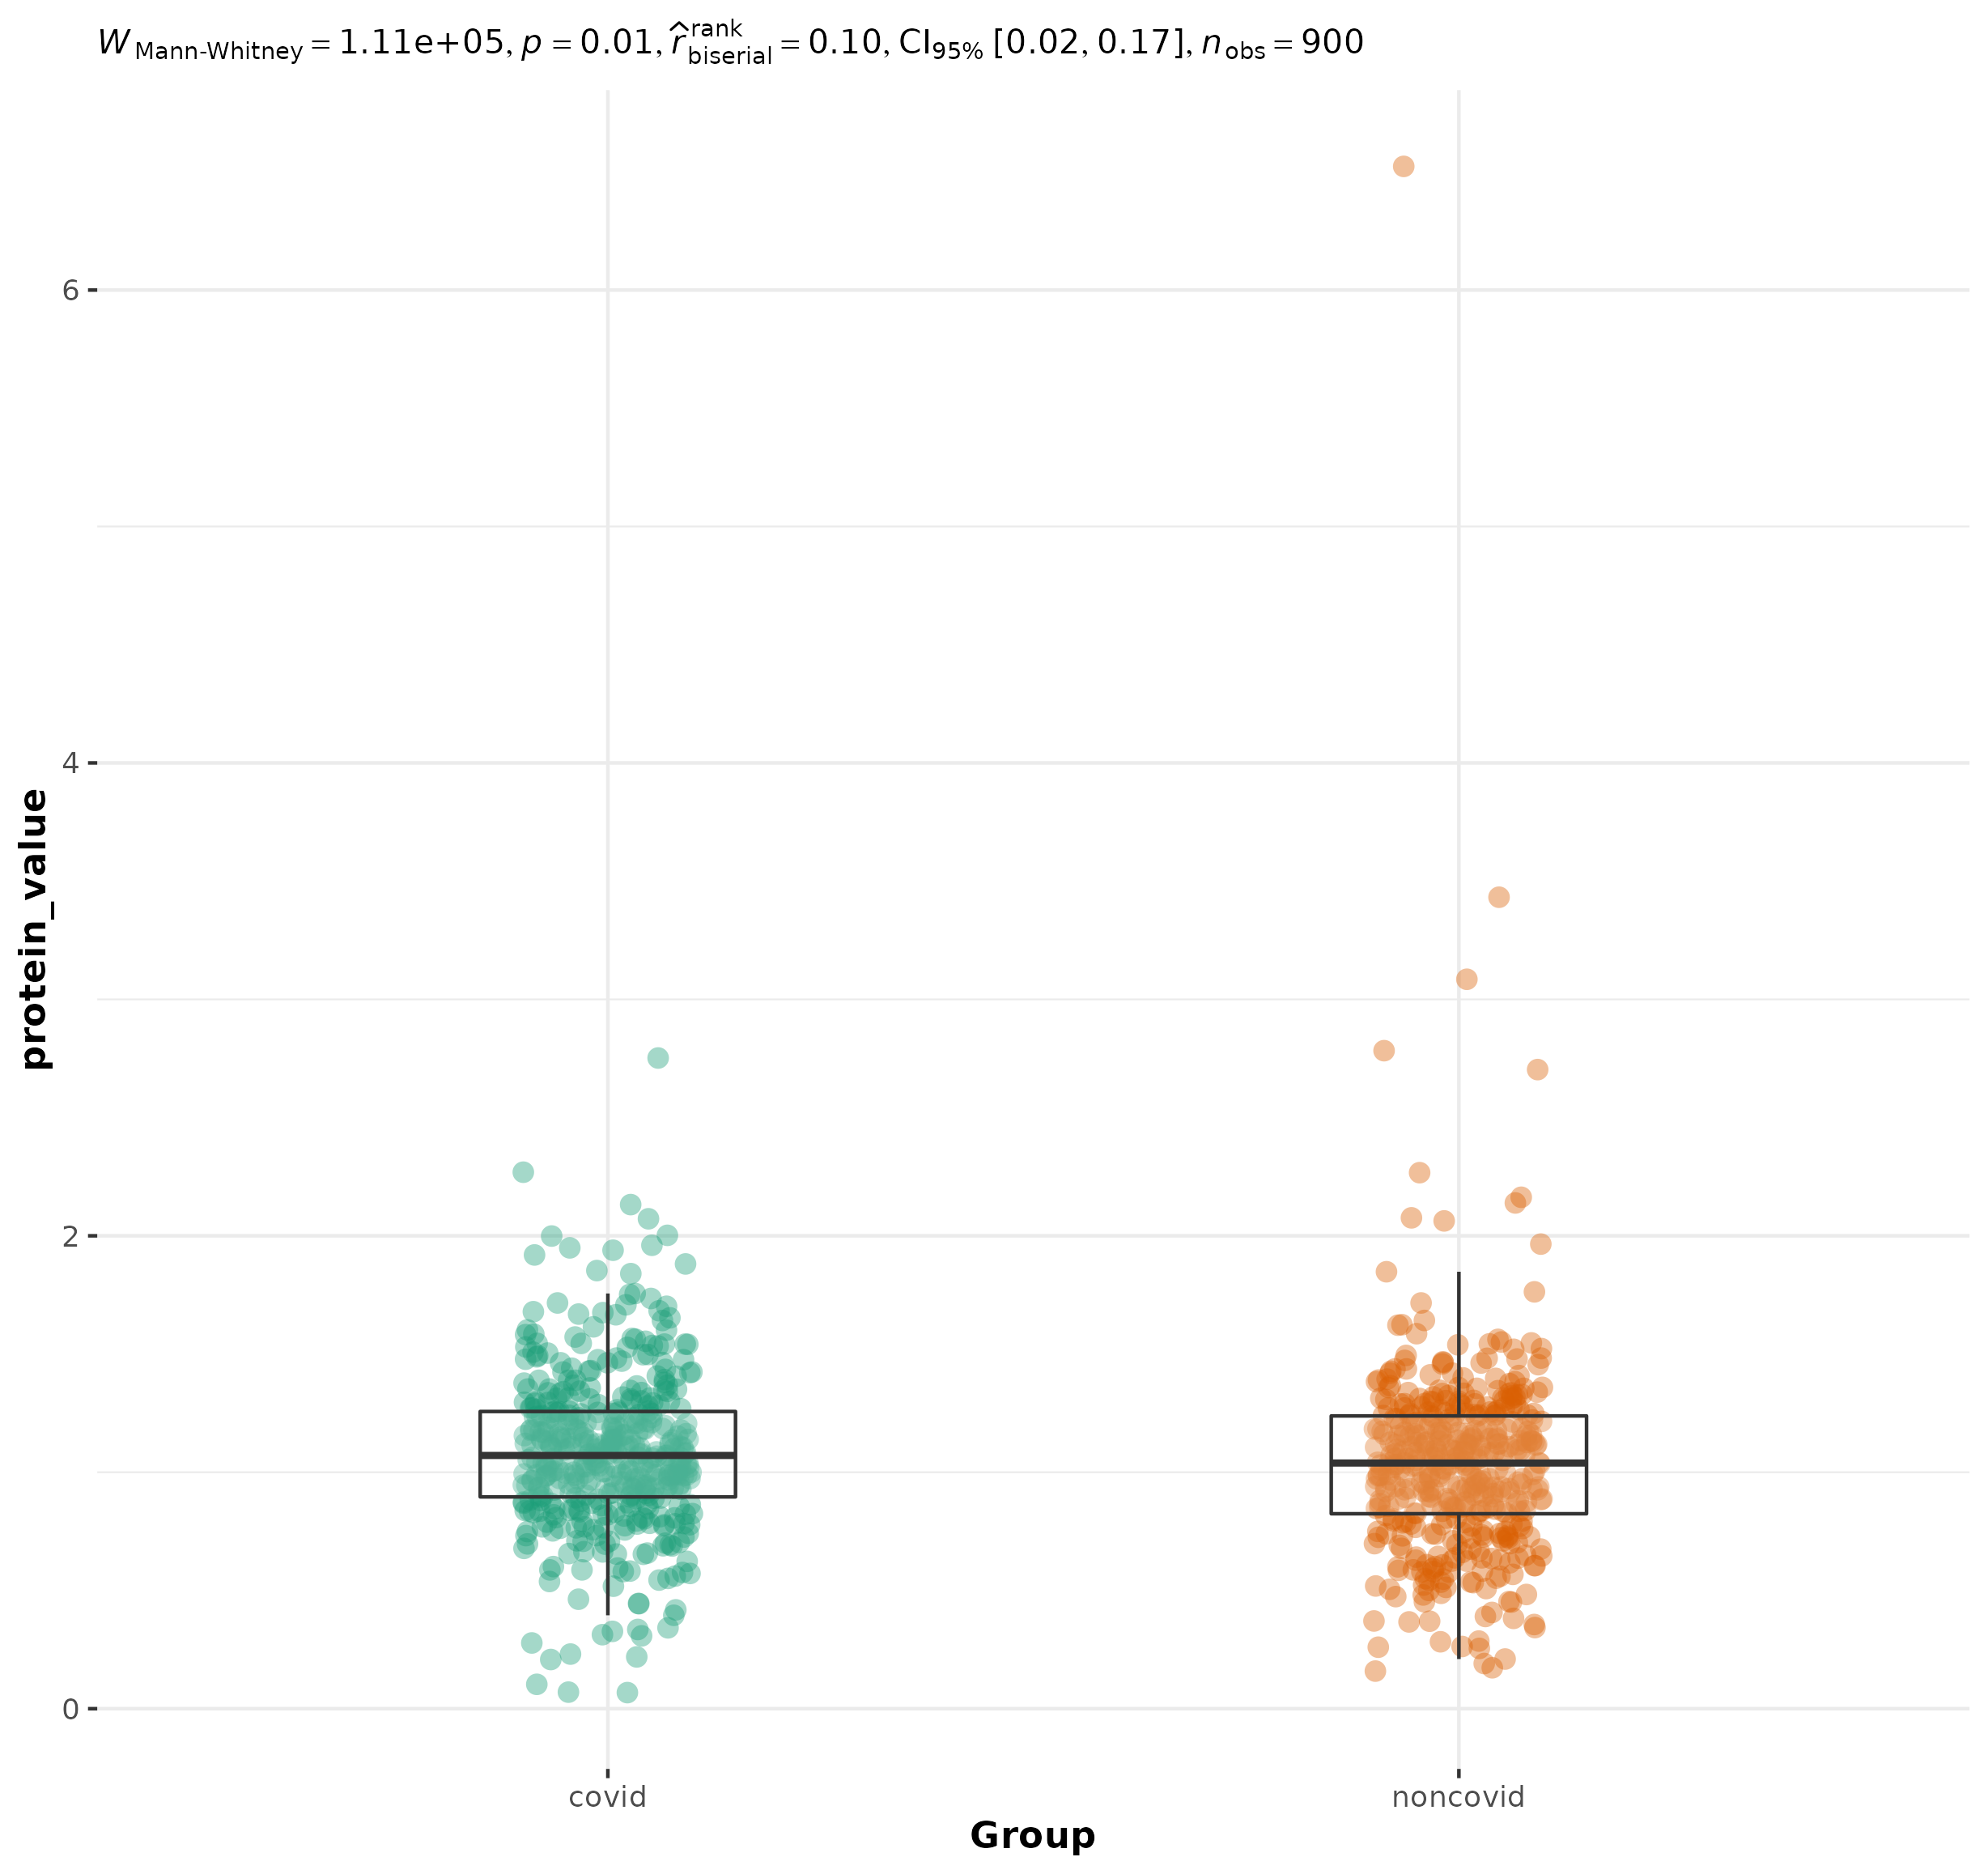 W Mann-Whitney = 1.11e+05, p = 0.01, r̂ rank biserial = 0.10, CI95% [0.02, 0.17], nobs = 900
6
4
2
0
protein_value
covid noncovid
Group